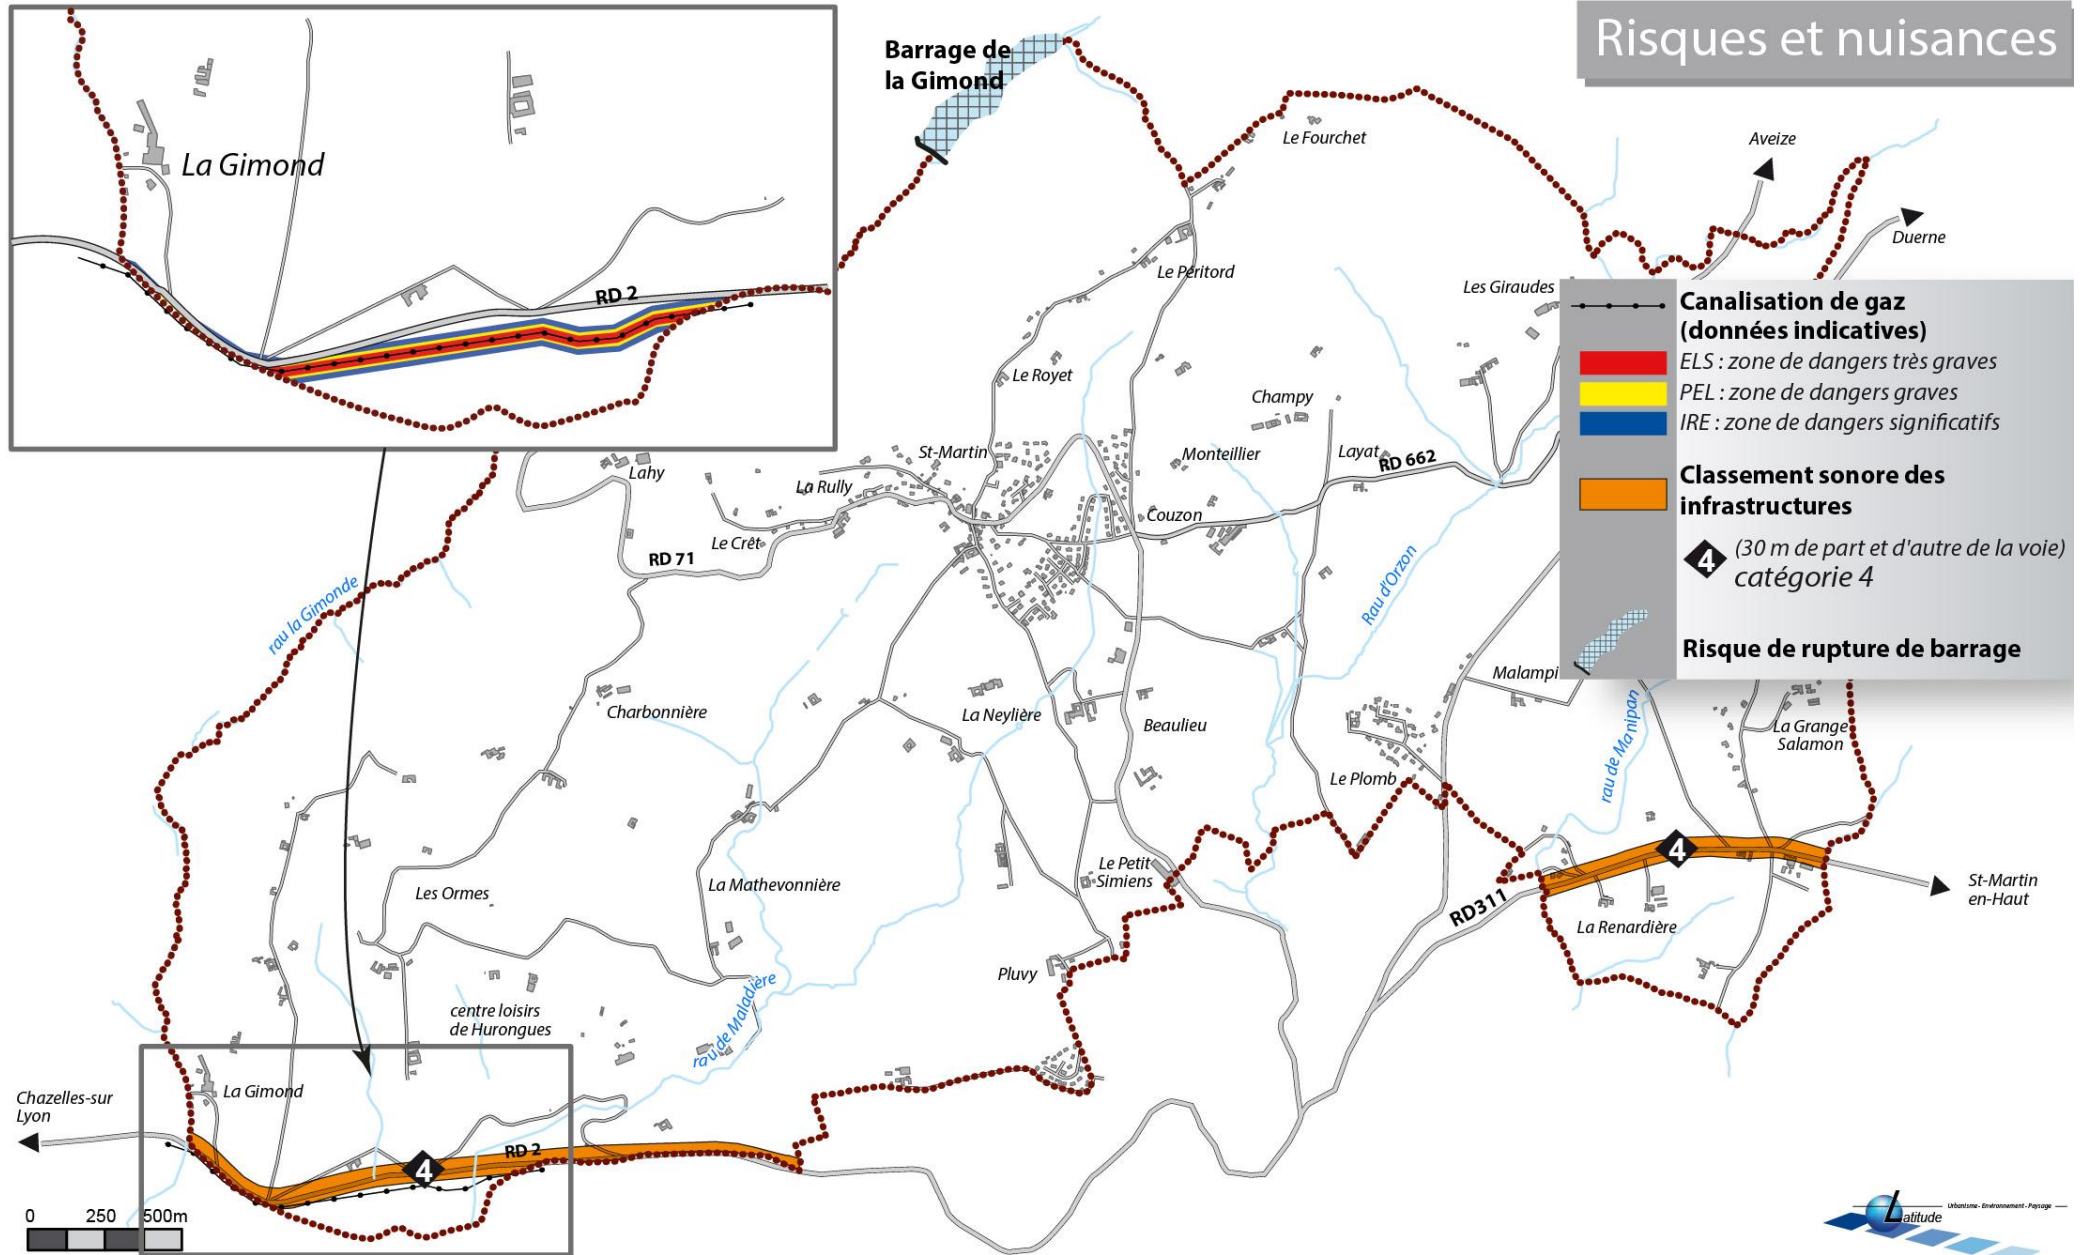 Risques et nuisances
Barrage de
la Gimond
La Gimond
RD 2
Le Fourchet
Aveize
Duerne
Le Péritord
Les Giraudes
Canalisation de gaz
(données indicatives)
ELS : zone de dangers très graves
PEL : zone de dangers graves
IRE : zone de dangers significatifs
Classement sonore des
infrastructures
4
(30 m de part et d'autre de la voie)
catégorie 4
Risque de rupture de barrage
Le Royet
Champy
St-Martin
Monteillier
Layat
RD 662
Lahy
La Rully
Couzon
Le Crêt
RD 71
rau la Gimonde
Rau d'Orzon
Malampi
Charbonnière
La Neylière
Beaulieu
rau de Manipan
La Grange
Salamon
Le Plomb
4
Le Petit
Simiens
La Mathevonnière
Les Ormes
St-Martin
en-Haut
RD311
La Renardière
Pluvy
rau de Maladière
centre loisirs
de Hurongues
La Gimond
Chazelles-sur
Lyon
RD 2
4
0 250 500m
Urbanisme - Environnement - Paysage
Latitude